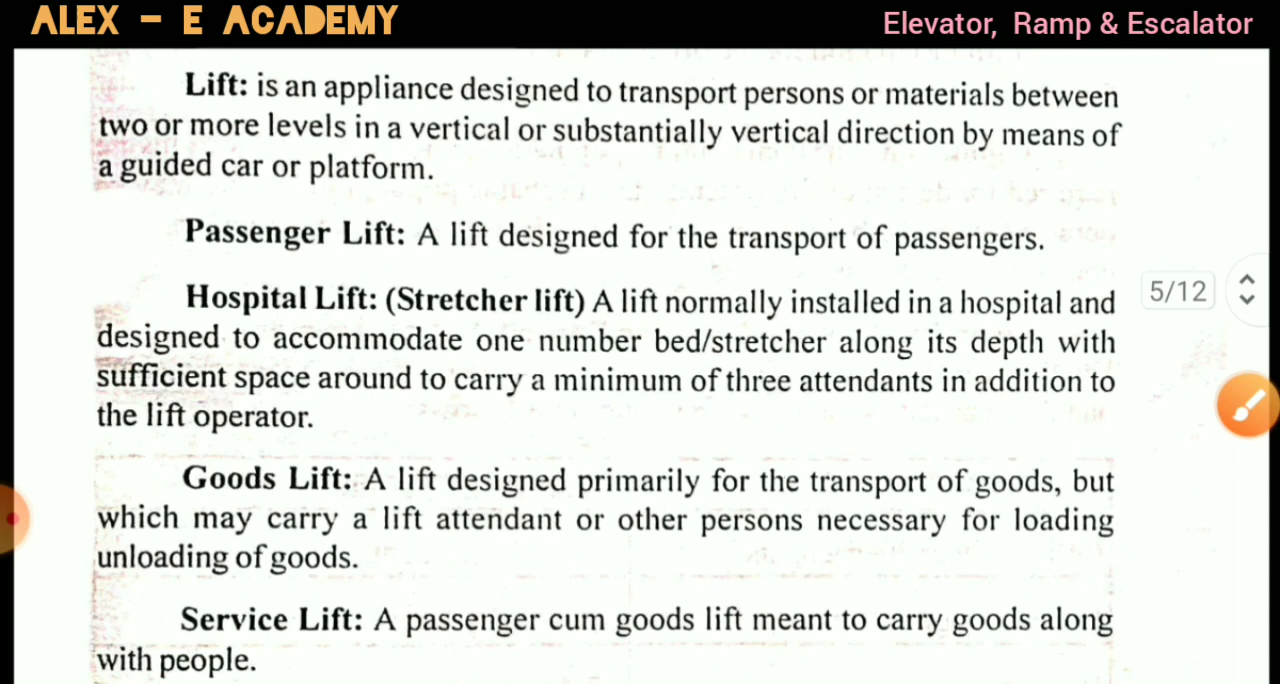 ALEX - E ACADEMY
Elevator, Ramp & Escalator
Lift: is an appliance designed to transport persons or materials between
two or more levels in a vertical or substantially vertical direction by means of
a guided car or platform.
Passenger Lift: A lift designed for the transport of passengers.
Hospital Lift: (Stretcher lift) A lift normally installed in a hospital and
5/12
designed to accommodate one number bed/stretcher along its depth with
sufficient space around to carry a minimum of three attendants in addition to
the lift operator.
Goods Lift: A lift designed primarily for the transport of goods, but
which may carry a lift attendant or other persons necessary for loading
unloading of goods.
Service Lift: A passenger cum goods lift meant to carry goods along
with people.